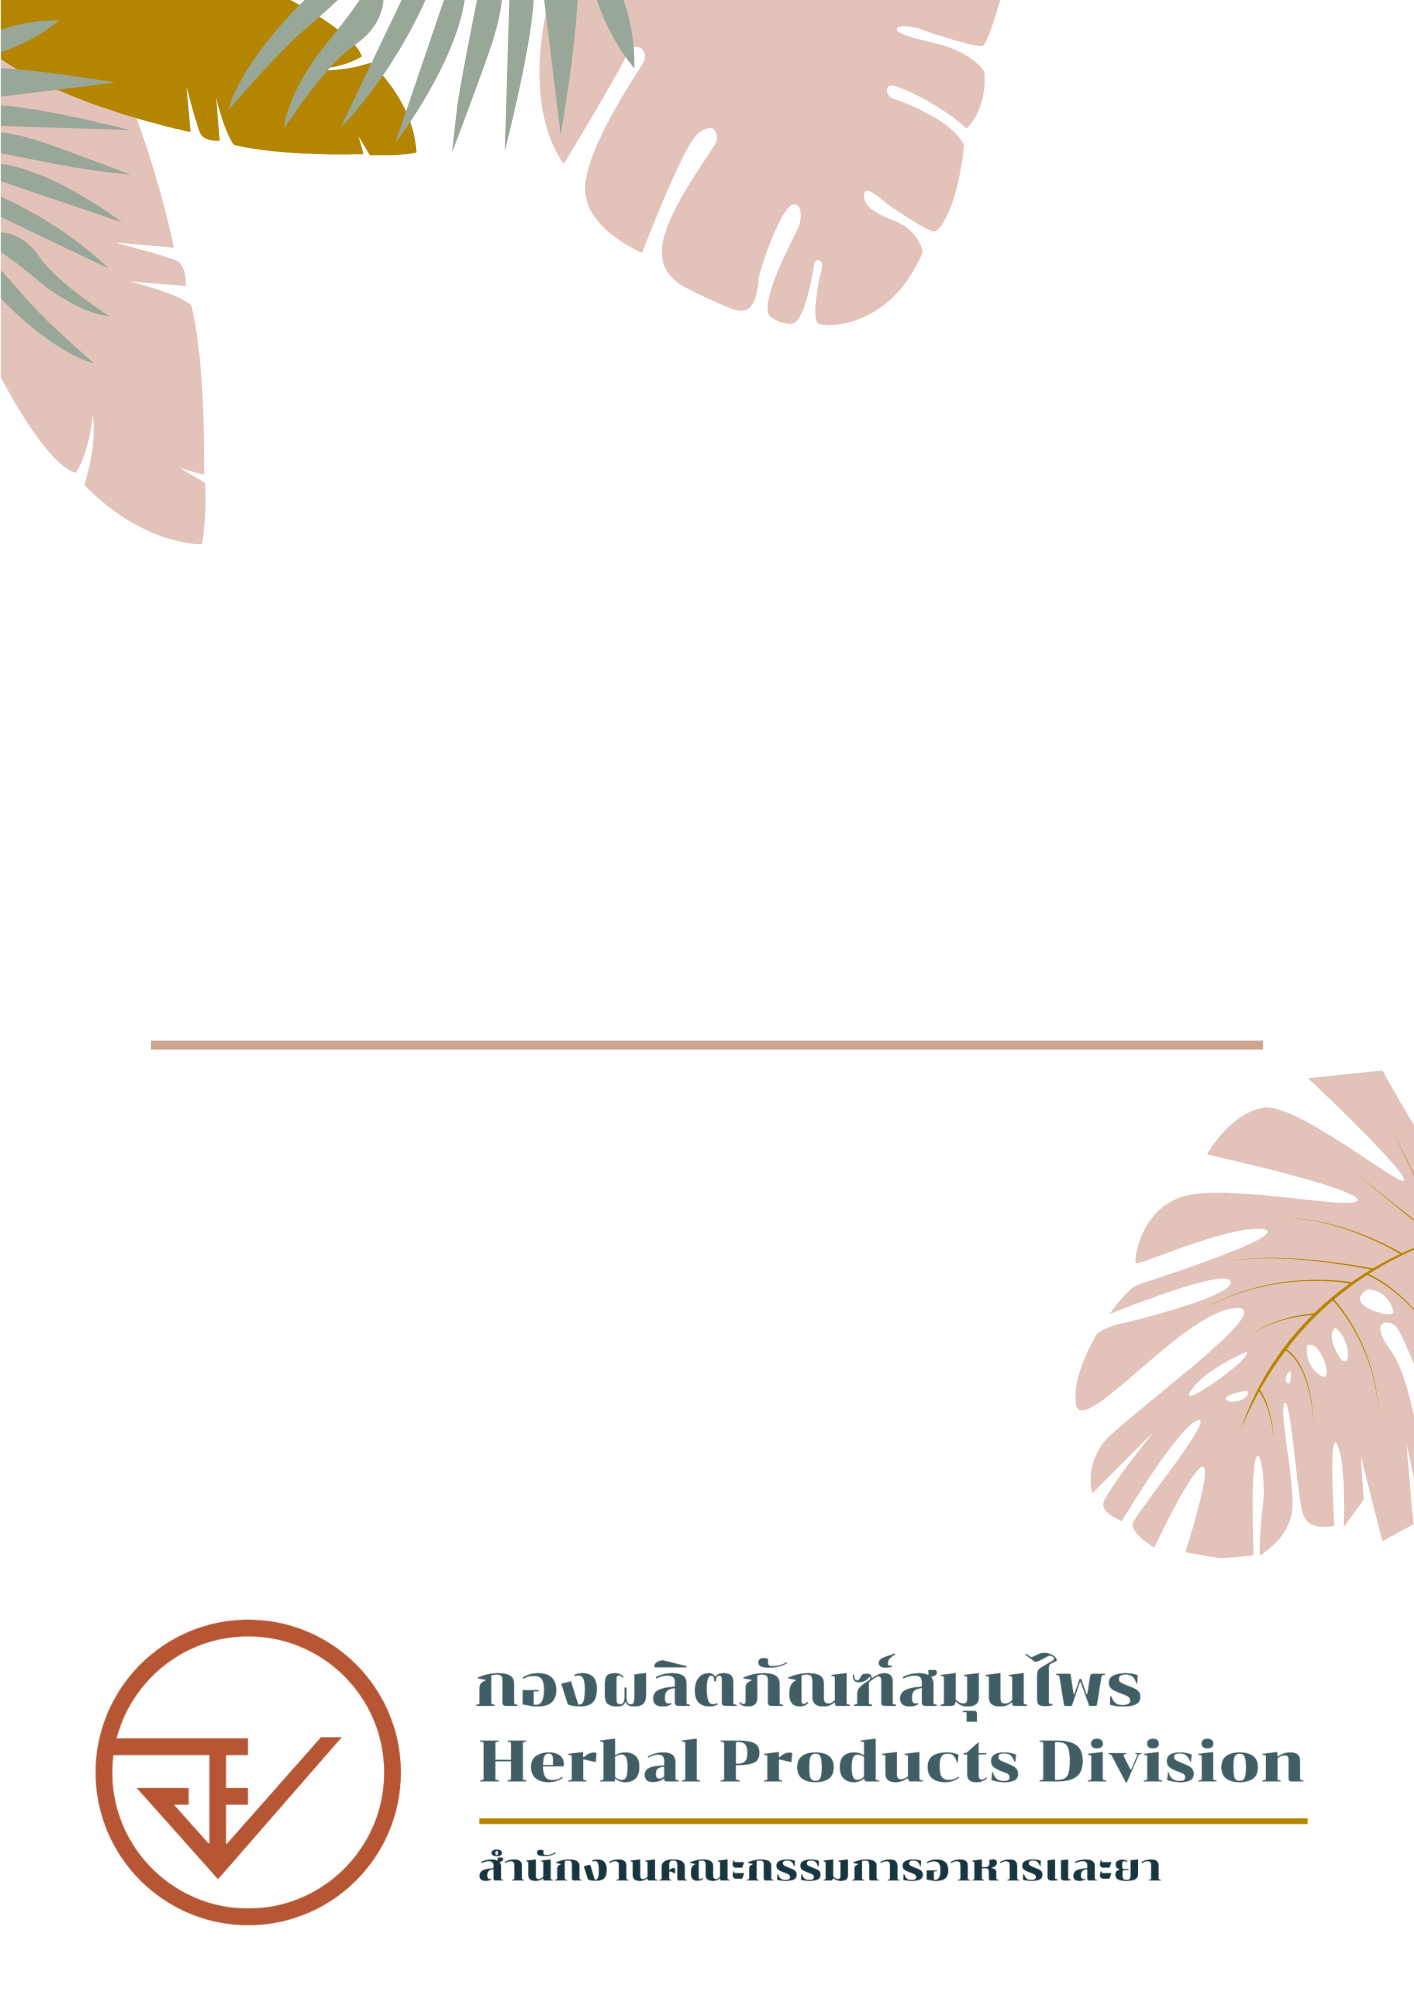 กองผลิตภัณฑ์สมุนไพร
Herbal Products Division
สำนักงานคณะกรรมการอาหารและยา